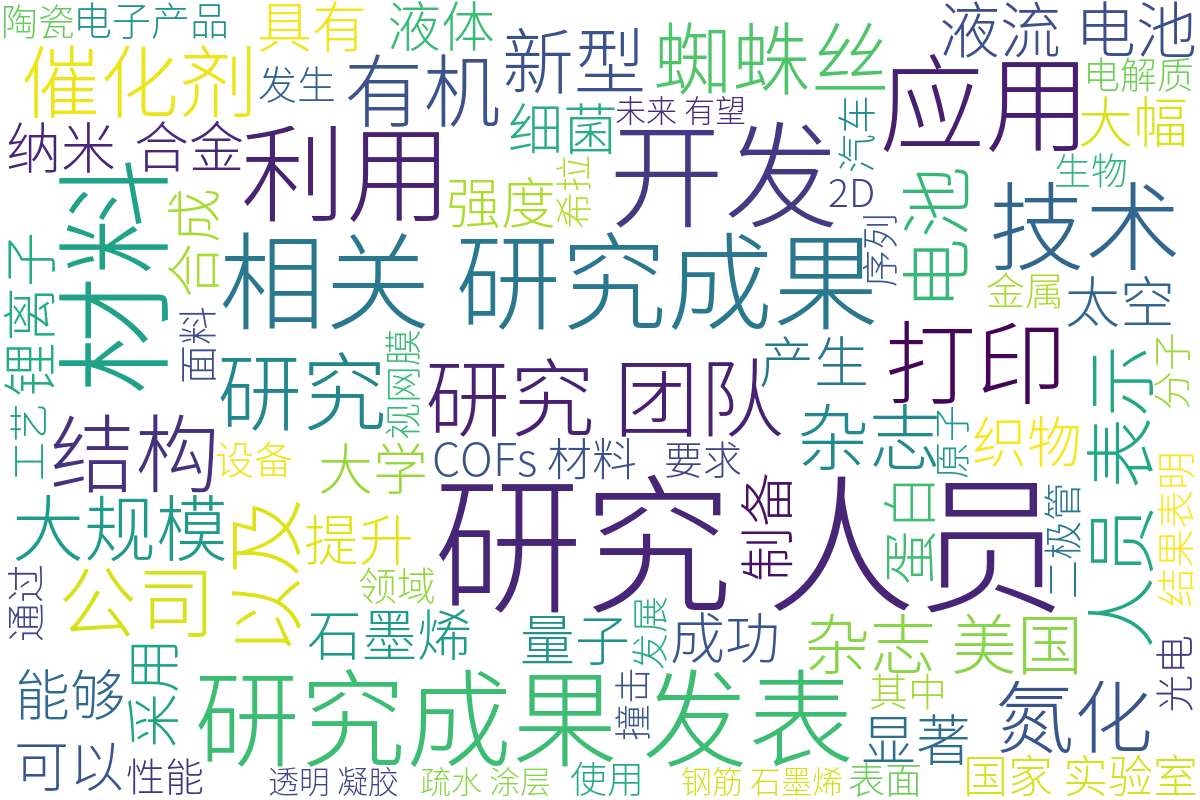 陶瓷 电子产品
具有
液体
新型
蜘蛛丝
液流 电池
催化剂
发生
有机
未来 有望
应用
电解质
大幅
纳米
合金
利用
细菌
开发
汽车
生物
材料
合成
强度
希拉
2D
序列
电池
技术
锂离子
相关 研究成果
金属
太空
面料
视网膜
研究
研究 团队
产生
打印
表示
分子
工艺
结构
设备
大学
COFs 材料
要求
杂志
原子
织物
大规模
以及
提升
研究人员
制备
蛋白
二极管
人员
结果表明
通过
公司
领域
石墨烯
量子
发展
成功
杂志
美国
光电
能够
采用
研究成果 发表
撞击
其中
显著
氮化
可以
性能
透明 凝胶
疏水 涂层
使用
钢筋 石墨烯
表面
国家 实验室